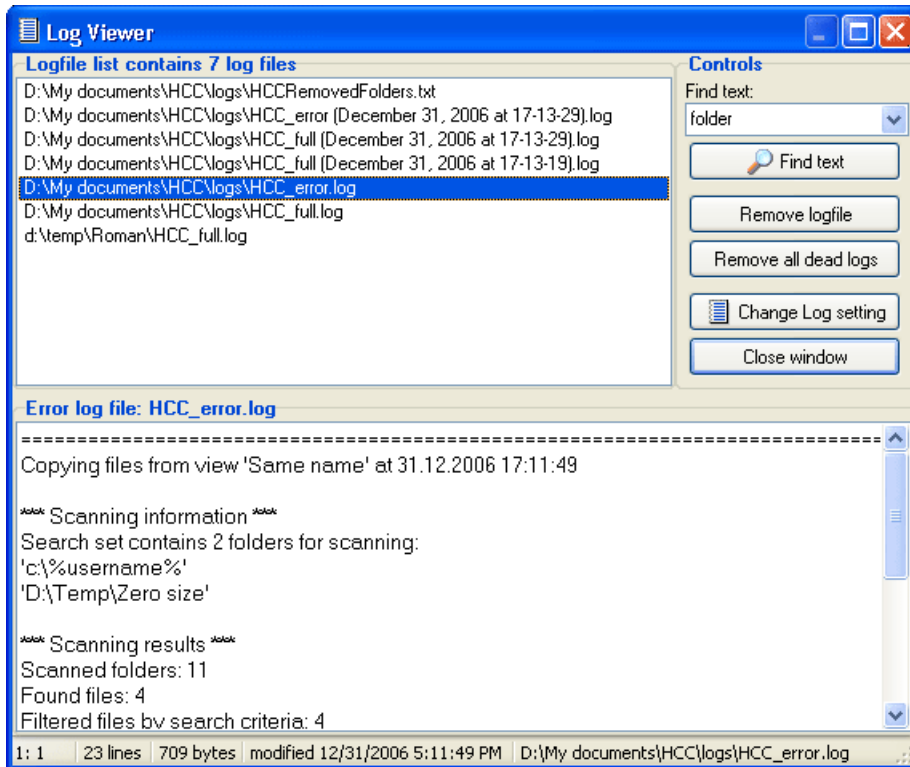 Log Viewer
Logfile list contains 7 log files
D:\My documents\HCC\logs\HCCRemovedFolders.txt
D:\My documents\HCC\logs\HCC_error (December 31, 2006 at 17-13-29).log
D:\My documents\HCC\logs\HCC_full (December 31, 2006 at 17-13-29).log
D:\My documents\HCC\logs\HCC_full (December 31, 2006 at 17-13-19).log
D:\My documents\HCC\logs\HCC_error.log
D:\My documents\HCC\logs\HCC_full.log
d:\temp\Roman\HCC_full.log
Controls
Find text:
folder
Find text
Remove logfile
Remove all dead logs
Change Log setting
Close window
Error log file: HCC_error.log
==============================================================================
Copying files from view 'Same name' at 31.12.2006 17:11:49
*** Scanning information ***
Search set contains 2 folders for scanning:
'c:\%username%'
'D:\Temp\Zero size'
*** Scanning results ***
Scanned folders: 11
Found files: 4
Filtered files by search criteria: 4
1: 1 23 lines 709 bytes modified 12/31/2006 5:11:49 PM D:\My documents\HCC\logs\HCC_error.log